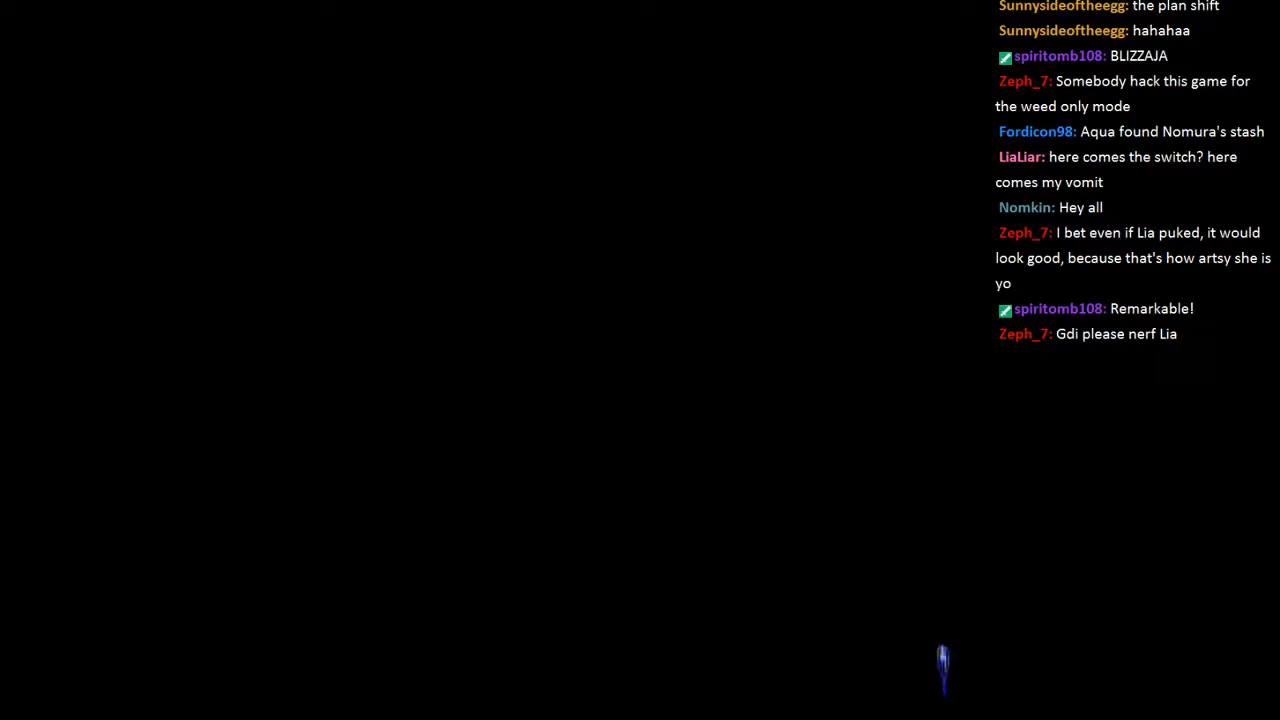 Sunnysideoftheegg: the plan shift
Sunnysideoftheegg: hahahaa
spiritomb108: BLIZZAJA
Zeph_7: Somebody hack this game for
the weed only mode
Fordicon98: Aqua found Nomura's stash
LiaLiar: here comes the switch? here
comes my vomit
Nomkin: Hey all
Zeph_7: I bet even if Lia puked, it would
look good, because that's how artsy she is
yo
spiritomb108: Remarkable!
Zeph_7: Gdi please nerf Lia